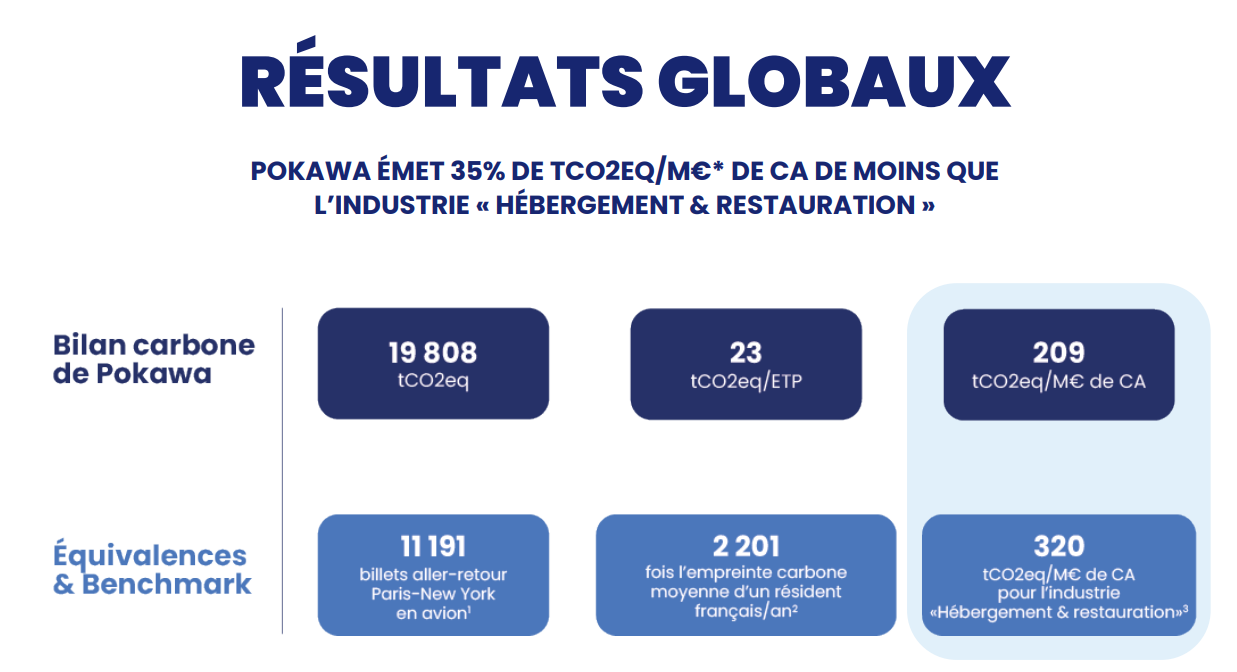 RÉSULTATS GLOBAUX
POKAWA ÉMET 35% DE TCO2EQ/M€* DE CA DE MOINS QUE
L’INDUSTRIE « HÉBERGEMENT & RESTAURATION »
Bilan carbone
de Pokawa
19 808
tCO2eq
23
tCO2eq/ETP
209
tCO2eq/M€ de CA
Équivalences
& Benchmark
11 191
billets aller-retour
Paris-New York
en avion¹
2 201
fois l’empreinte carbone
moyenne d’un résident
français/an²
320
tCO2eq/M€ de CA
pour l’industrie
«Hébergement & restauration»³